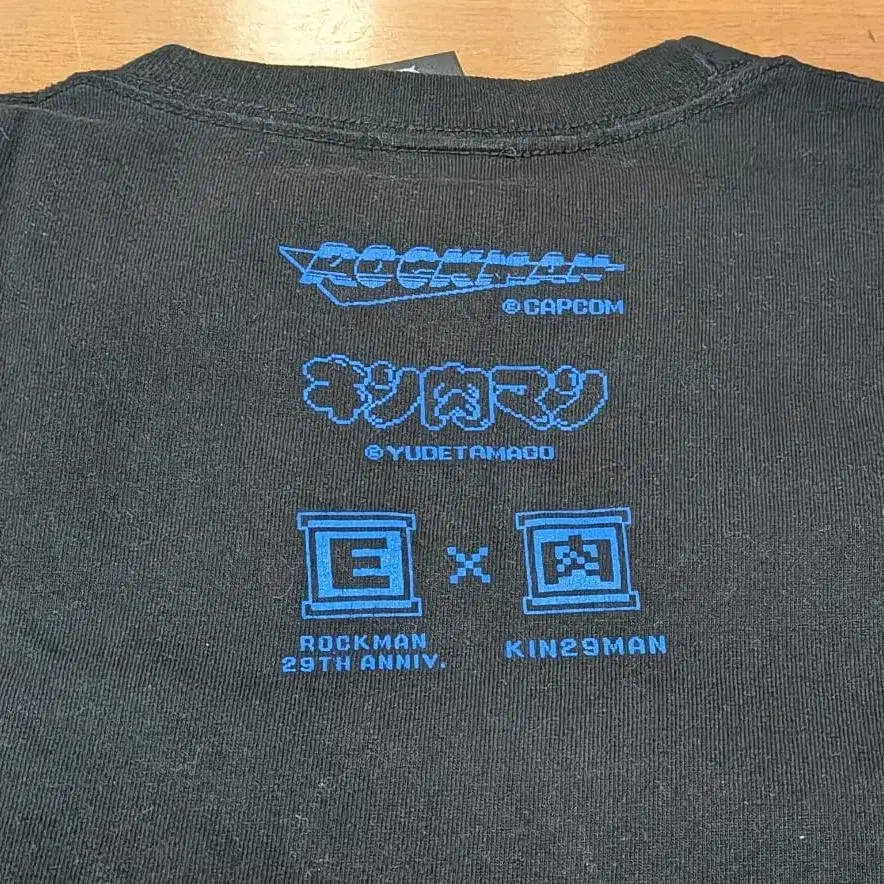 ROCKMAN
©CAPCOM
キン肉マン
©YUDETAMAGO
E × 肉
ROCKMAN
29TH ANNIV.
KIN29MAN